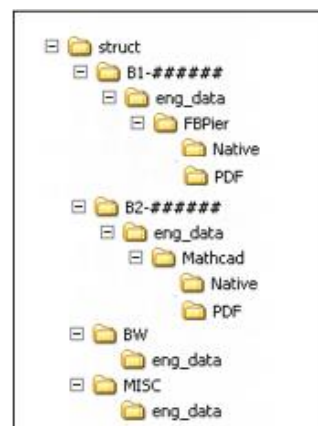 struct
B1-######
eng_data
FBPier
Native
PDF
B2-######
eng_data
Mathcad
Native
PDF
BW
eng_data
MISC
eng_data